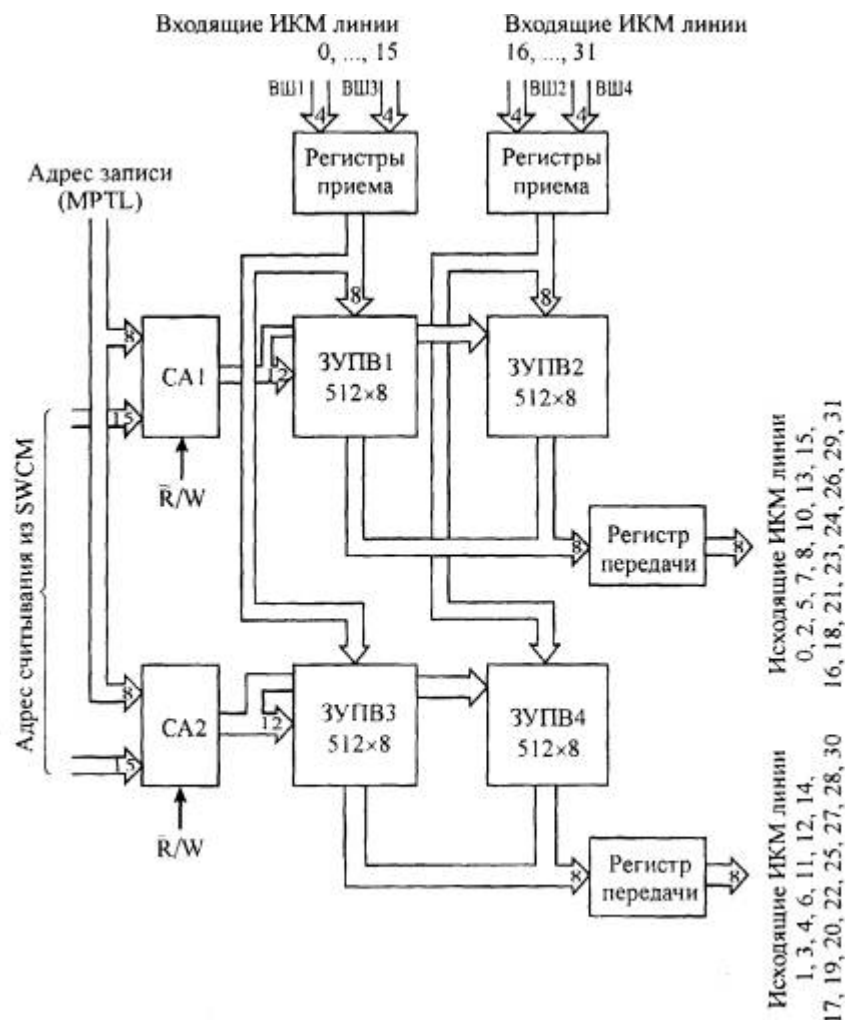 Входящие ИКМ линии
0, ..., 15
Входящие ИКМ линии
16, ..., 31
ВШ1
ВШ3
ВШ2
ВШ4
4
4
4
4
Регистры
приема
Регистры
приема
Адрес записи
(MPTL)
8
8
8
СА1
15
12
ЗУПВ1
512×8
ЗУПВ2
512×8
R̄/W
Адрес считывания из SWCM
8
Регистр
передачи
8
Исходящие ИКМ линии
0, 2, 5, 7, 8, 10, 13, 15,
16, 18, 21, 23, 24, 26, 29, 31
8
СА2
15
12
ЗУПВ3
512×8
ЗУПВ4
512×8
R̄/W
8
Регистр
передачи
8
Исходящие ИКМ линии
1, 3, 4, 6, 11, 12, 14,
17, 19, 20, 22, 25, 27, 28, 30